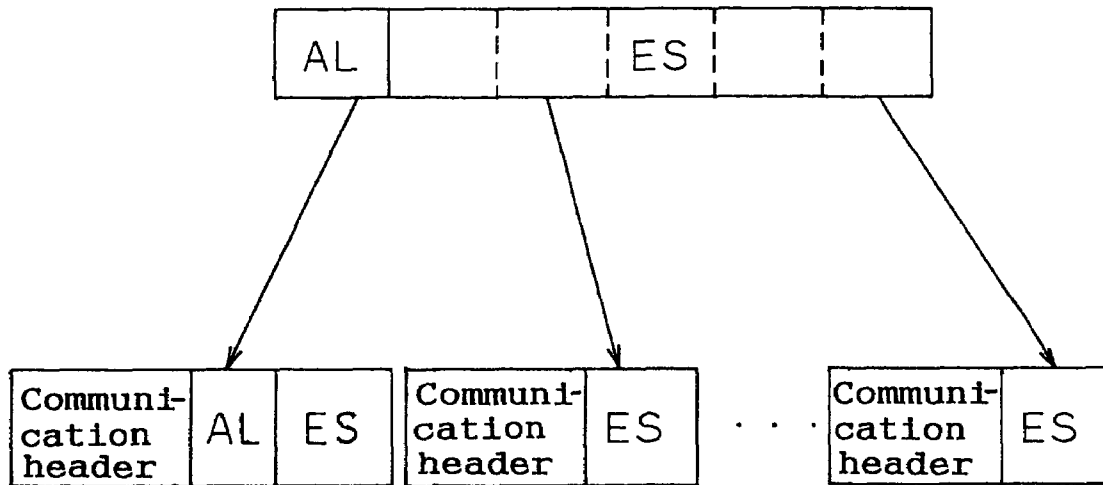 AL ES
Communi-
cation
header
AL ES
Communi-
cation
header
ES
. . .
Communi-
cation
header
ES